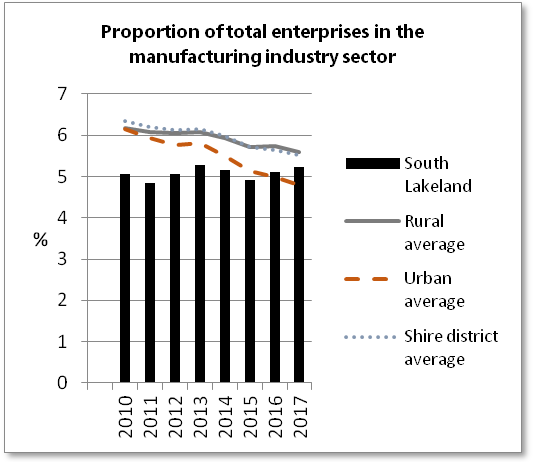 Proportion of total enterprises in the
manufacturing industry sector
7
6
5
4
3
2
1
0
%
2010
2011
2012
2013
2014
2015
2016
2017
South
Lakeland
Rural
average
Urban
average
Shire district
average